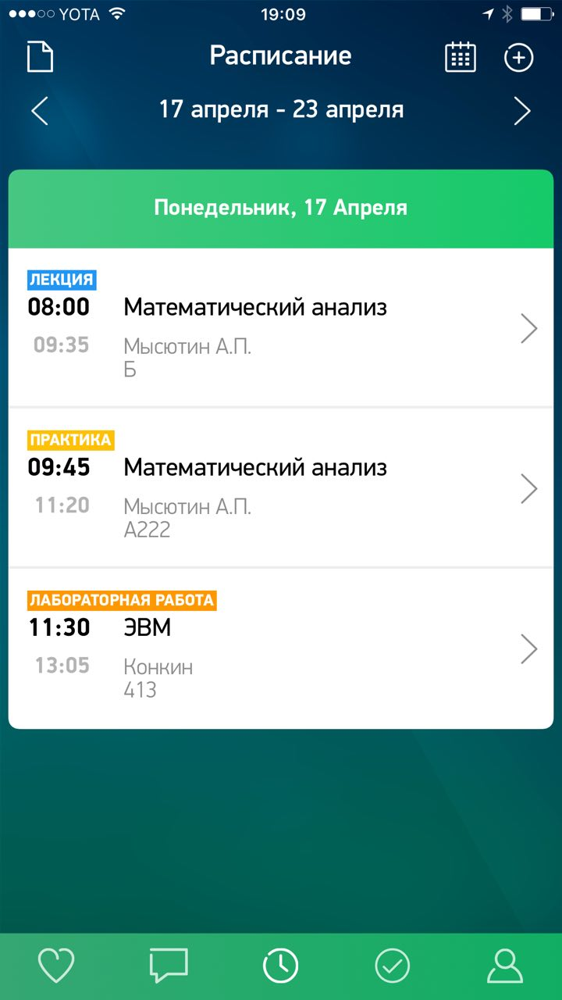 YOTA 19:09
Расписание
17 апреля - 23 апреля
Понедельник, 17 Апреля
ЛЕКЦИЯ
08:00 Математический анализ
09:35 Мысютин А.П.
Б
ПРАКТИКА
09:45 Математический анализ
11:20 Мысютин А.П.
А222
ЛАБОРАТОРНАЯ РАБОТА
11:30 ЭВМ
13:05 Конкин
413